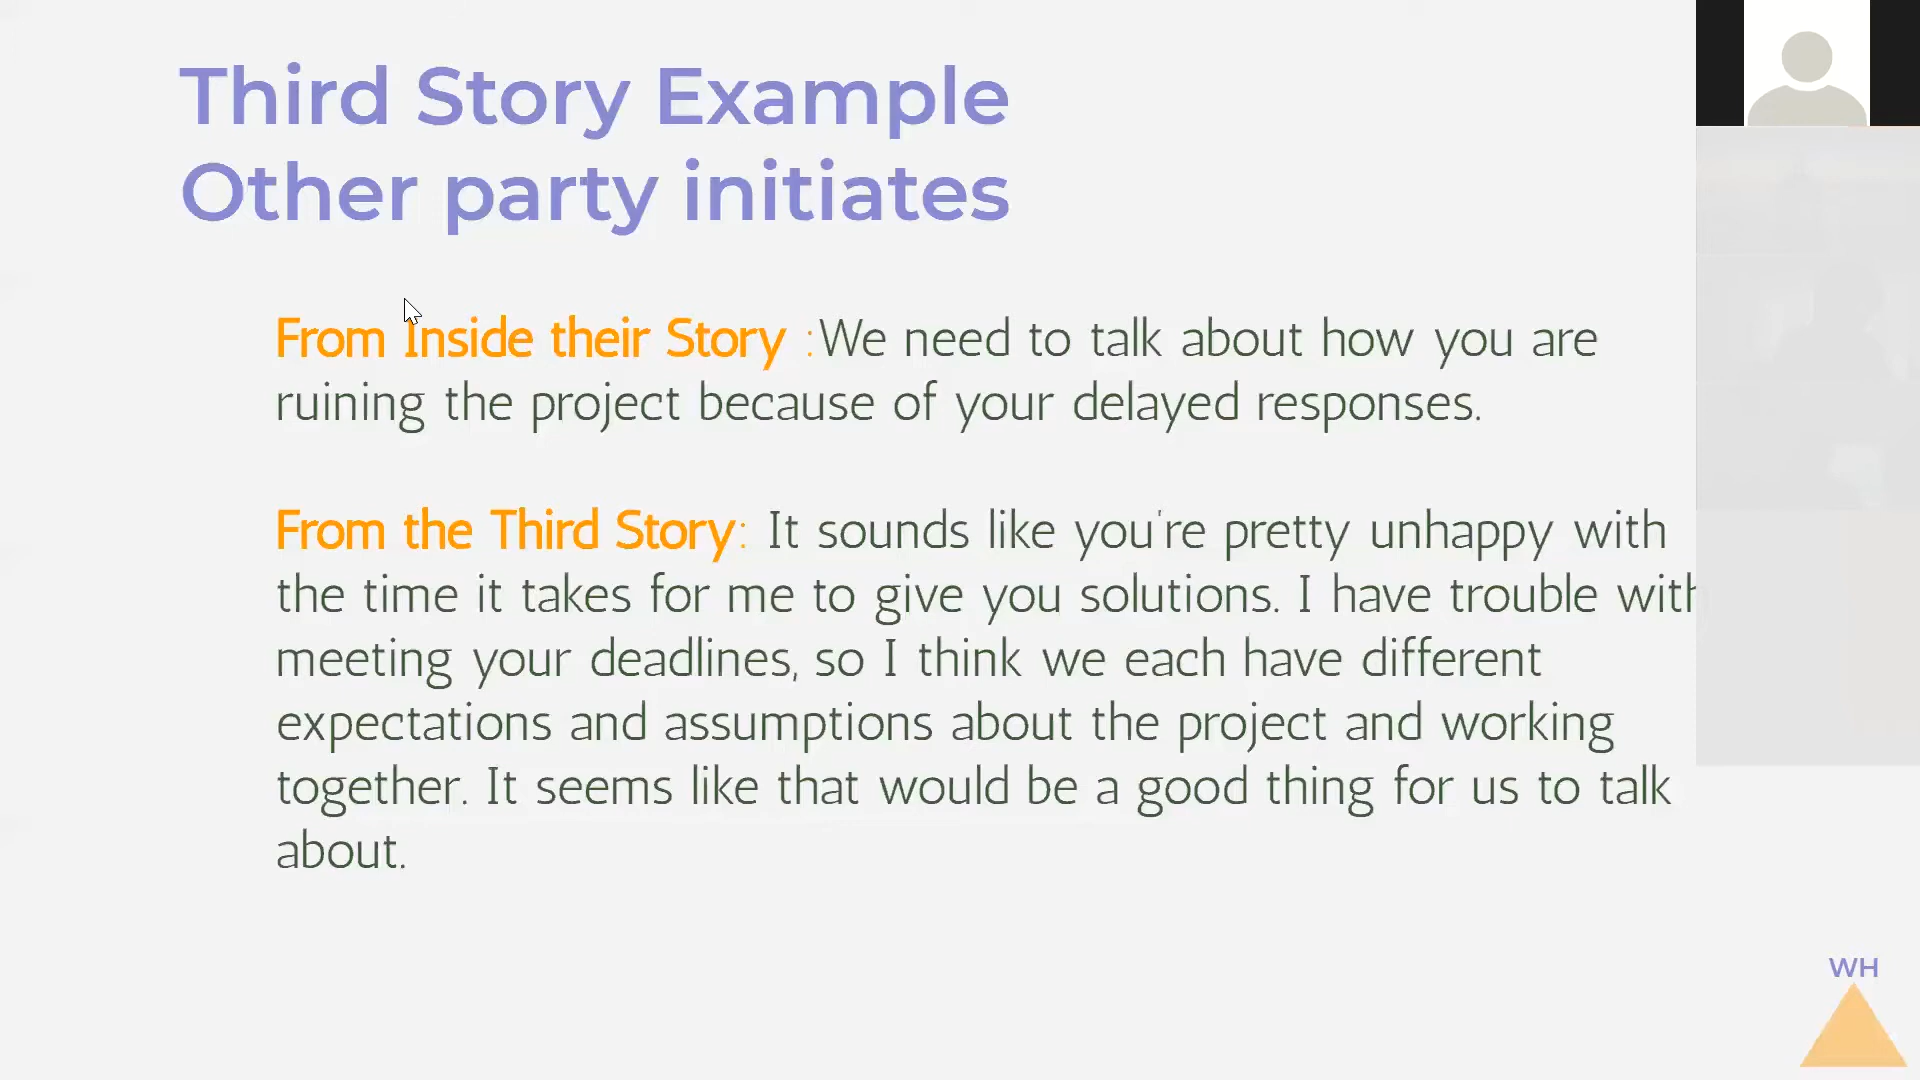 Third Story Example
Other party initiates
From Inside their Story :We need to talk about how you are
ruining the project because of your delayed responses.
From the Third Story: It sounds like you're pretty unhappy with
the time it takes for me to give you solutions. I have trouble with
meeting your deadlines, so I think we each have different
expectations and assumptions about the project and working
together. It seems like that would be a good thing for us to talk
about.
WH